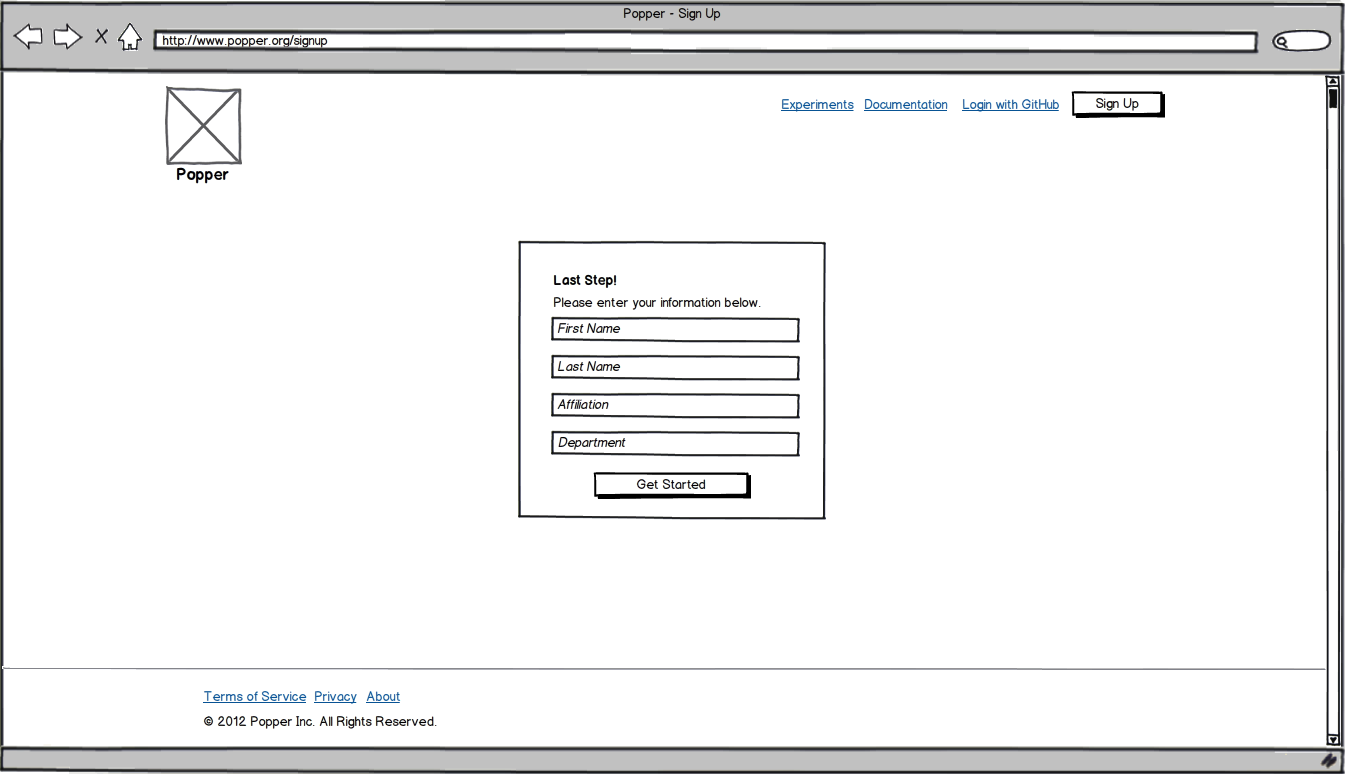 Popper - Sign Up
http://www.popper.org/signup
Experiments Documentation Login with GitHub Sign Up
Popper
Last Step!
Please enter your information below.
First Name
Last Name
Affiliation
Department
Get Started
Terms of Service Privacy About
© 2012 Popper Inc. All Rights Reserved.